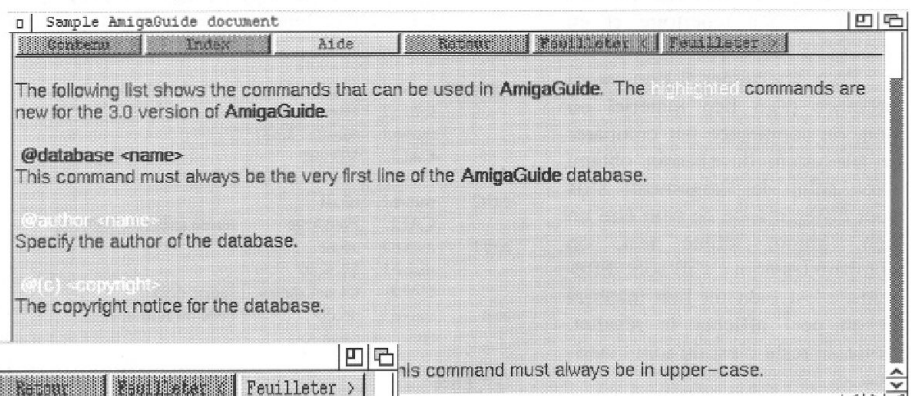 Sample AmigaGuide document
Contenu Index Aide Retour Feuilleter < Feuilleter >
The following list shows the commands that can be used in AmigaGuide. The highlighted commands are
new for the 3.0 version of AmigaGuide.
@database <name>
This command must always be the very first line of the AmigaGuide database.
@author <name>
Specify the author of the database.
@(c) <copyright>
The copyright notice for the database.
his command must always be in upper-case.
Retour Feuilleter < Feuilleter >